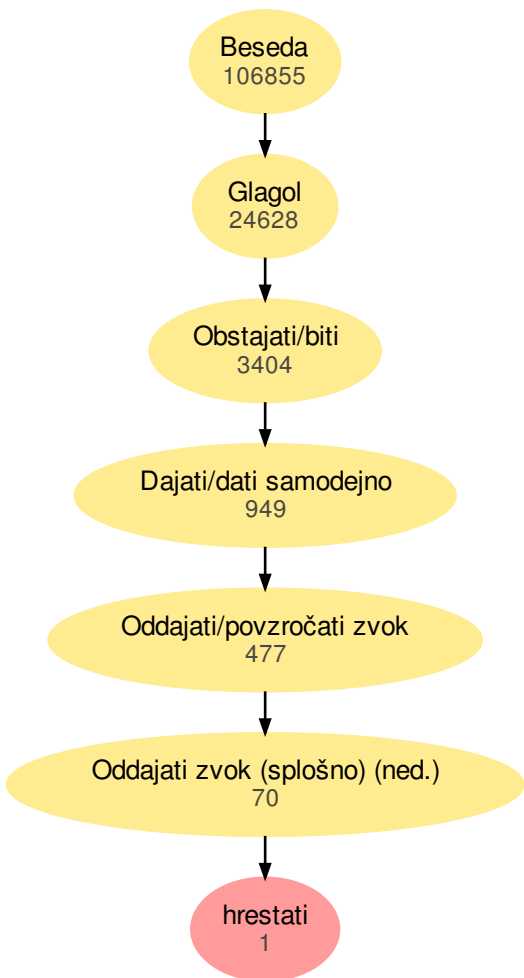 Beseda
106855
Glagol
24628
Obstajati/biti
3404
Dajati/dati samodejno
949
Oddajati/povzročati zvok
477
Oddajati zvok (splošno) (ned.)
70
hrestati
1